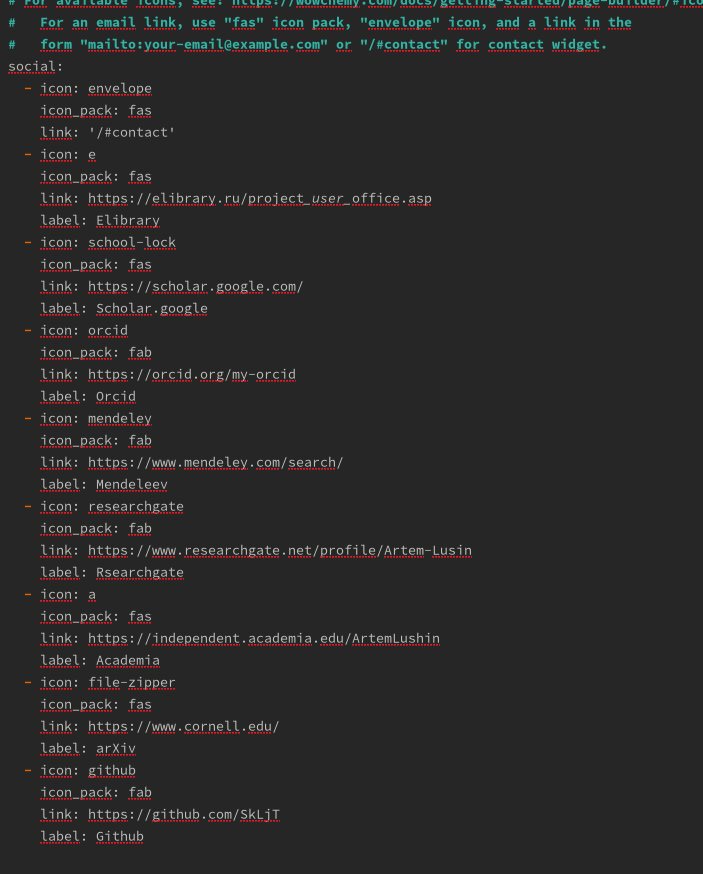 # For available icons, see: https://wowchemy.com/docs/getting-started/page-builder/#ico
#   For an email link, use "fas" icon pack, "envelope" icon, and a link in the
#   form "mailto:your-email@example.com" or "/#contact" for contact widget.
social:
  - icon: envelope
    icon_pack: fas
    link: '/#contact'
  - icon: e
    icon_pack: fas
    link: https://elibrary.ru/project_user_office.asp
    label: Elibrary
  - icon: school-lock
    icon_pack: fas
    link: https://scholar.google.com/
    label: Scholar.google
  - icon: orcid
    icon_pack: fab
    link: https://orcid.org/my-orcid
    label: Orcid
  - icon: mendeley
    icon_pack: fab
    link: https://www.mendeley.com/search/
    label: Mendeleev
  - icon: researchgate
    icon_pack: fab
    link: https://www.researchgate.net/profile/Artem-Lusin
    label: Rsearchgate
  - icon: a
    icon_pack: fas
    link: https://independent.academia.edu/ArtemLushin
    label: Academia
  - icon: file-zipper
    icon_pack: fas
    link: https://www.cornell.edu/
    label: arXiv
  - icon: github
    icon_pack: fab
    link: https://github.com/SkLjT
    label: Github